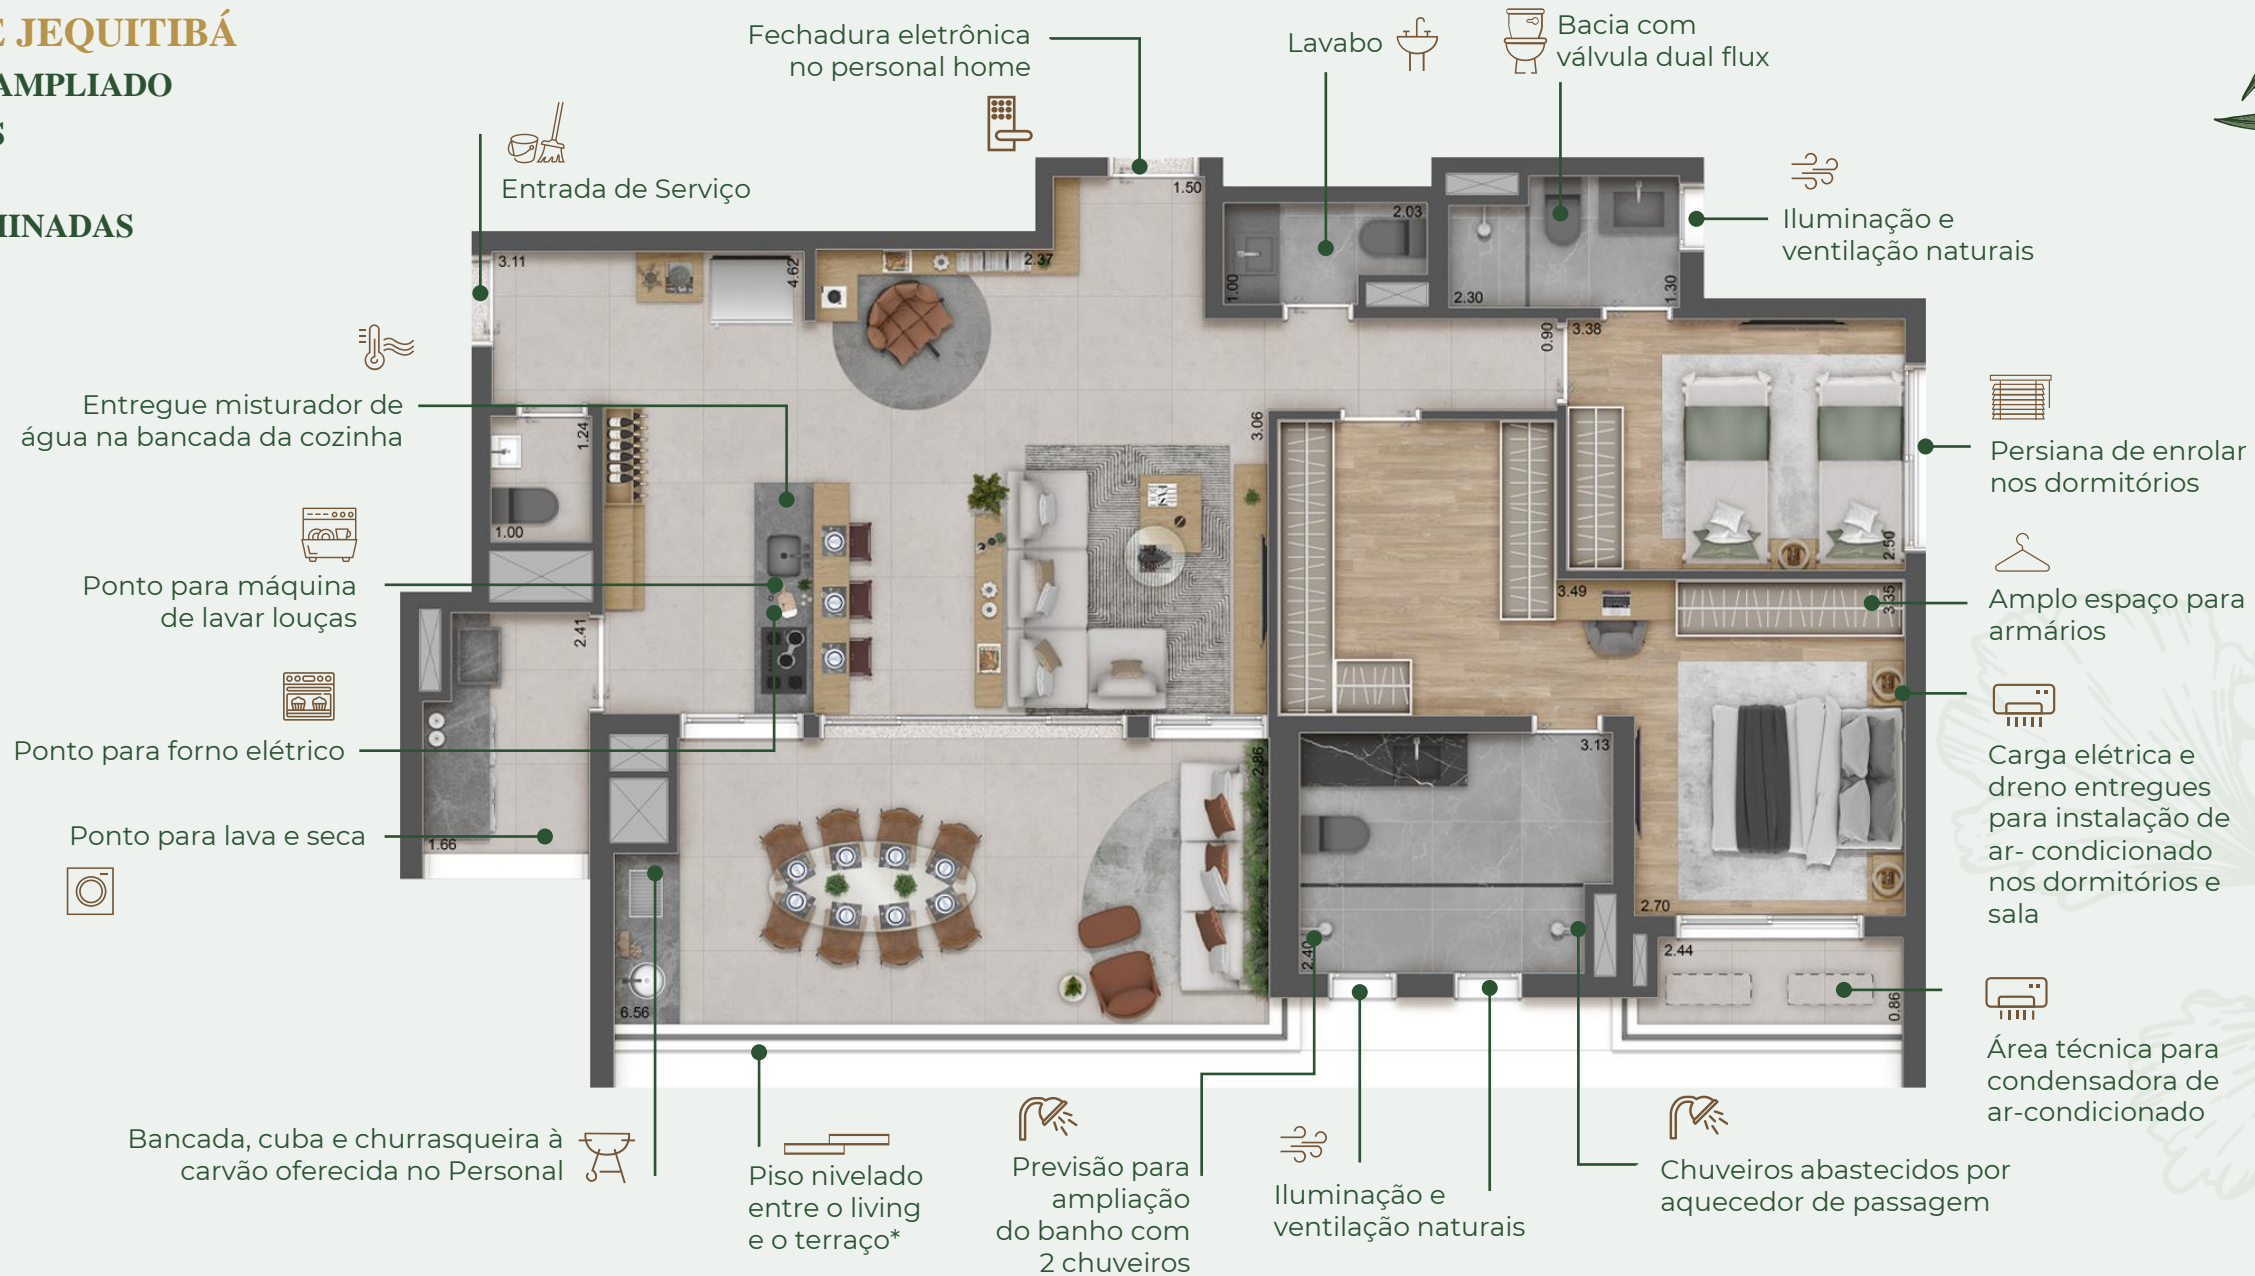 E JEQUITIBÁ
AMPLIADO
S
MINADAS
Fechadura eletrônica
no personal home
Lavabo
Bacia com
válvula dual flux
Entrada de Serviço
Iluminação e
ventilação naturais
Entregue misturador de
água na bancada da cozinha
Persiana de enrolar
nos dormitórios
Ponto para máquina
de lavar louças
Amplo espaço para
armários
Ponto para forno elétrico
Carga elétrica e
dreno entregues
para instalação de
ar- condicionado
nos dormitórios e
sala
Ponto para lava e seca
Área técnica para
condensadora de
ar-condicionado
Bancada, cuba e churrasqueira à
carvão oferecida no Personal
Piso nivelado
entre o living
e o terraço*
Previsão para
ampliação
do banho com
2 chuveiros
Iluminação e
ventilação naturais
Chuveiros abastecidos por
aquecedor de passagem
1.50
2.03
3.11
4.62
2.37
1.00
2.30
1.30
0.90
3.38
1.24
3.06
1.00
2.50
2.41
3.49
3.35
2.86
3.13
1.66
2.70
2.40
2.44
6.56
0.86